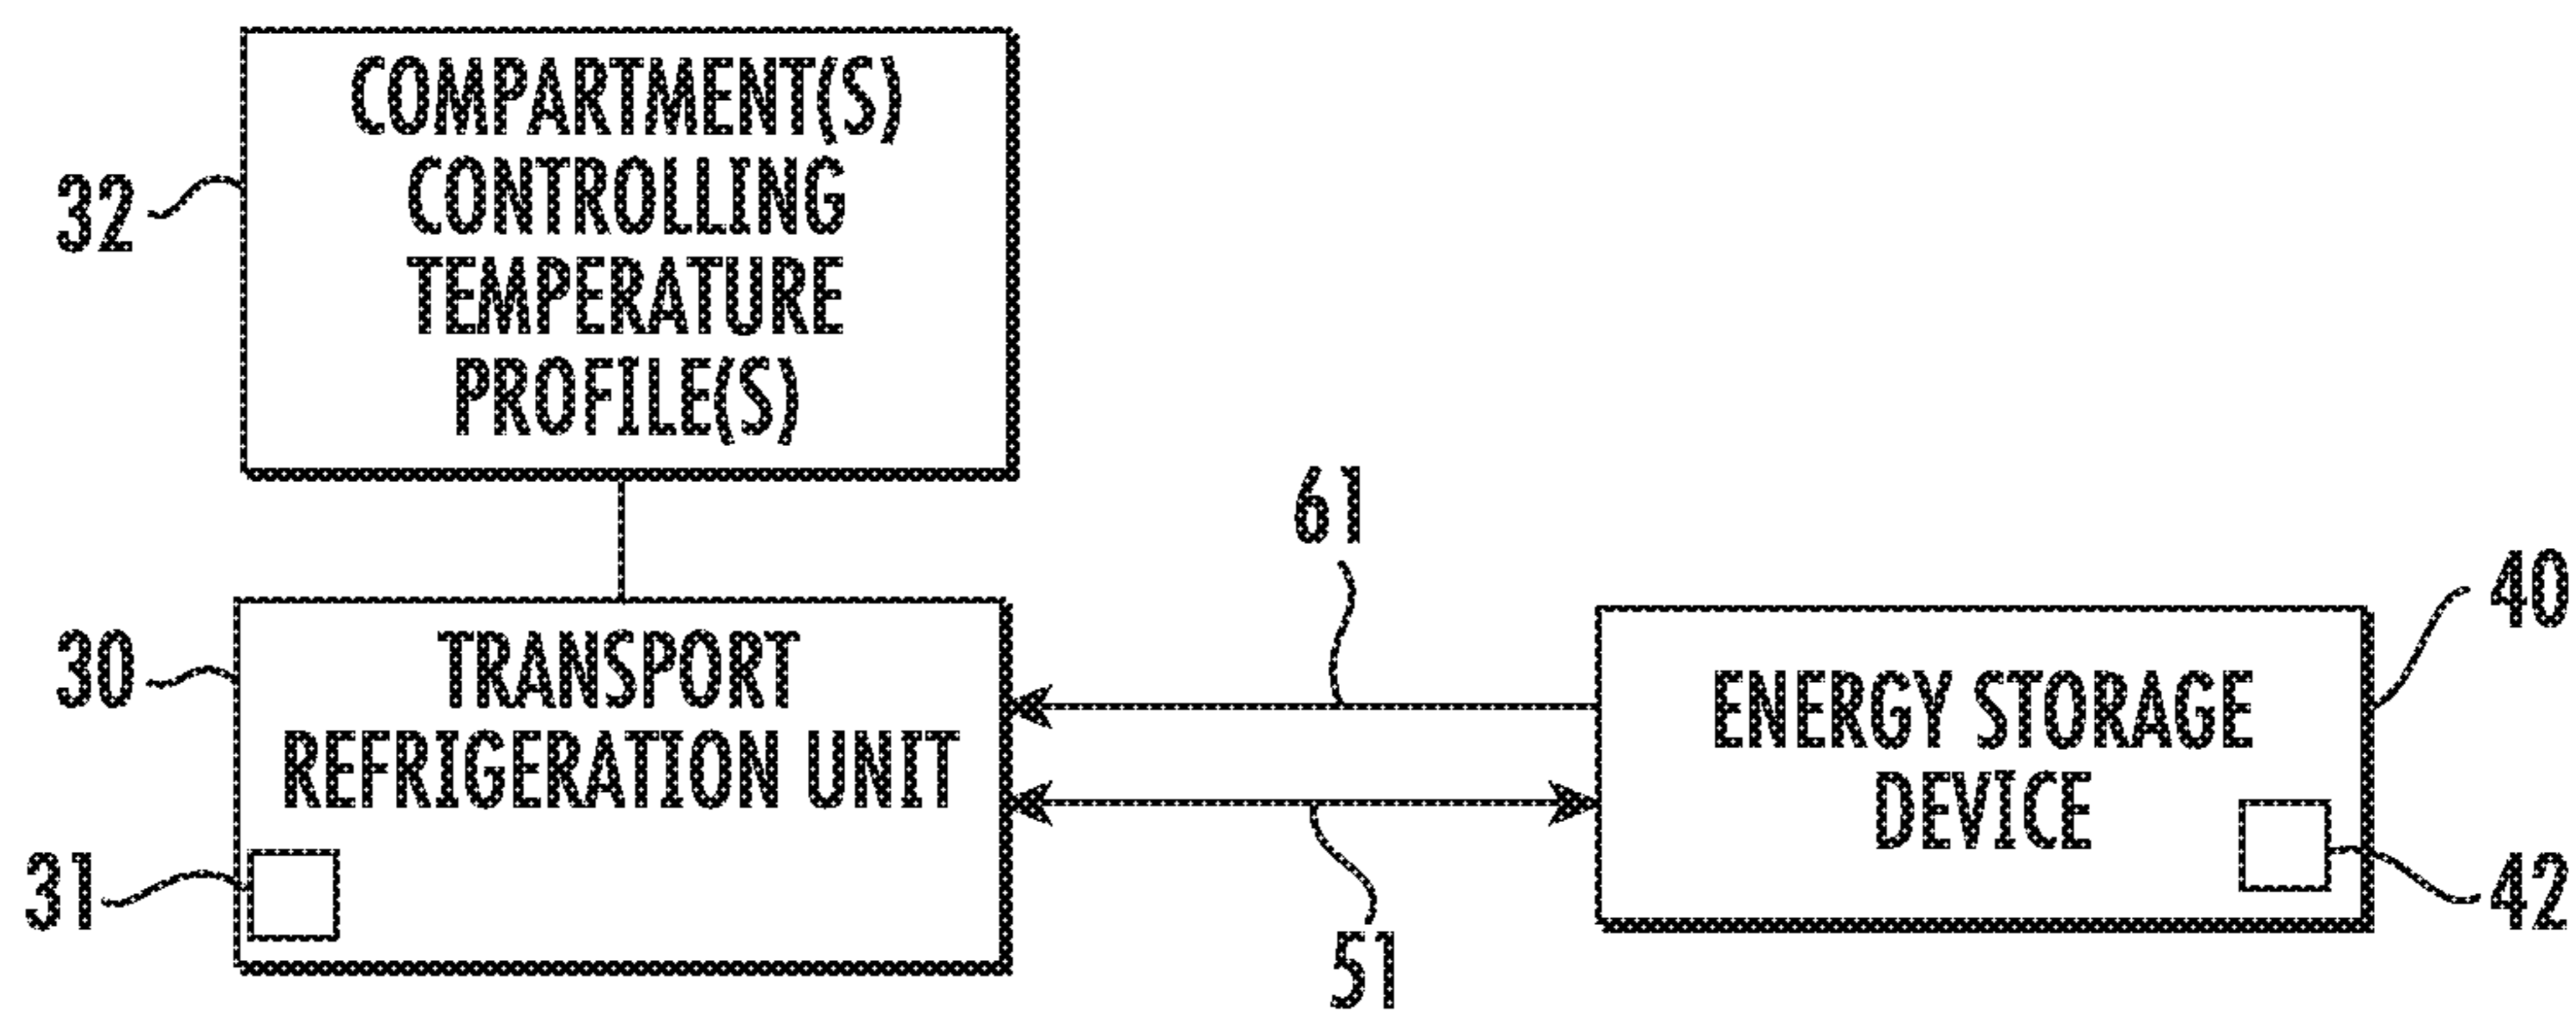 COMPARTMENT(S)
CONTROLLING
TEMPERATURE
PROFILE(S)
32
61
40
30
TRANSPORT
REFRIGERATION UNIT
ENERGY STORAGE
DEVICE
31
42
51